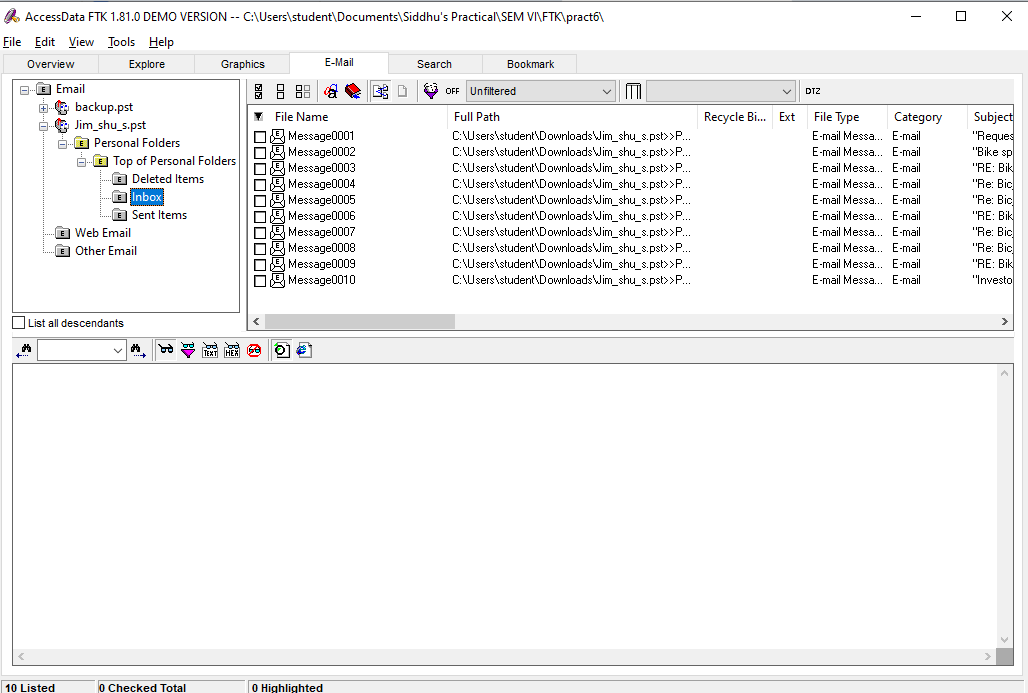 AccessData FTK 1.81.0 DEMO VERSION -- C:\Users\student\Documents\Siddhu's Practical\SEM VI\FTK\pract6\
File Edit View Tools Help
Overview Explore Graphics E-Mail Search Bookmark
Email
backup.pst
Jim_shu_s.pst
Personal Folders
Top of Personal Folders
Deleted Items
Inbox
Sent Items
Web Email
Other Email
List all descendants
OFF Unfiltered DTZ
File Name Full Path Recycle Bi... Ext File Type Category Subject
Message0001 C:\Users\student\Downloads\Jim_shu_s.pst>>P... E-mail Messa... E-mail "Reques
Message0002 C:\Users\student\Downloads\Jim_shu_s.pst>>P... E-mail Messa... E-mail "Bike sp
Message0003 C:\Users\student\Downloads\Jim_shu_s.pst>>P... E-mail Messa... E-mail "RE: Bik
Message0004 C:\Users\student\Downloads\Jim_shu_s.pst>>P... E-mail Messa... E-mail "Re: Bic
Message0005 C:\Users\student\Downloads\Jim_shu_s.pst>>P... E-mail Messa... E-mail "Re: Bic
Message0006 C:\Users\student\Downloads\Jim_shu_s.pst>>P... E-mail Messa... E-mail "RE: Bik
Message0007 C:\Users\student\Downloads\Jim_shu_s.pst>>P... E-mail Messa... E-mail "Re: Bic
Message0008 C:\Users\student\Downloads\Jim_shu_s.pst>>P... E-mail Messa... E-mail "Re: Bic
Message0009 C:\Users\student\Downloads\Jim_shu_s.pst>>P... E-mail Messa... E-mail "RE: Bik
Message0010 C:\Users\student\Downloads\Jim_shu_s.pst>>P... E-mail Messa... E-mail "Investo
TEXT HEX
10 Listed 0 Checked Total 0 Highlighted